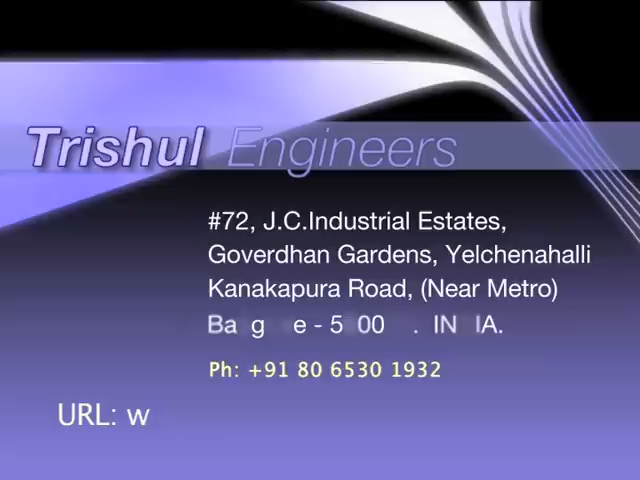 Trishul Engineers
#72, J.C.Industrial Estates,
Goverdhan Gardens, Yelchenahalli
Kanakapura Road, (Near Metro)
Ph: +91 80 6530 1932
URL: w